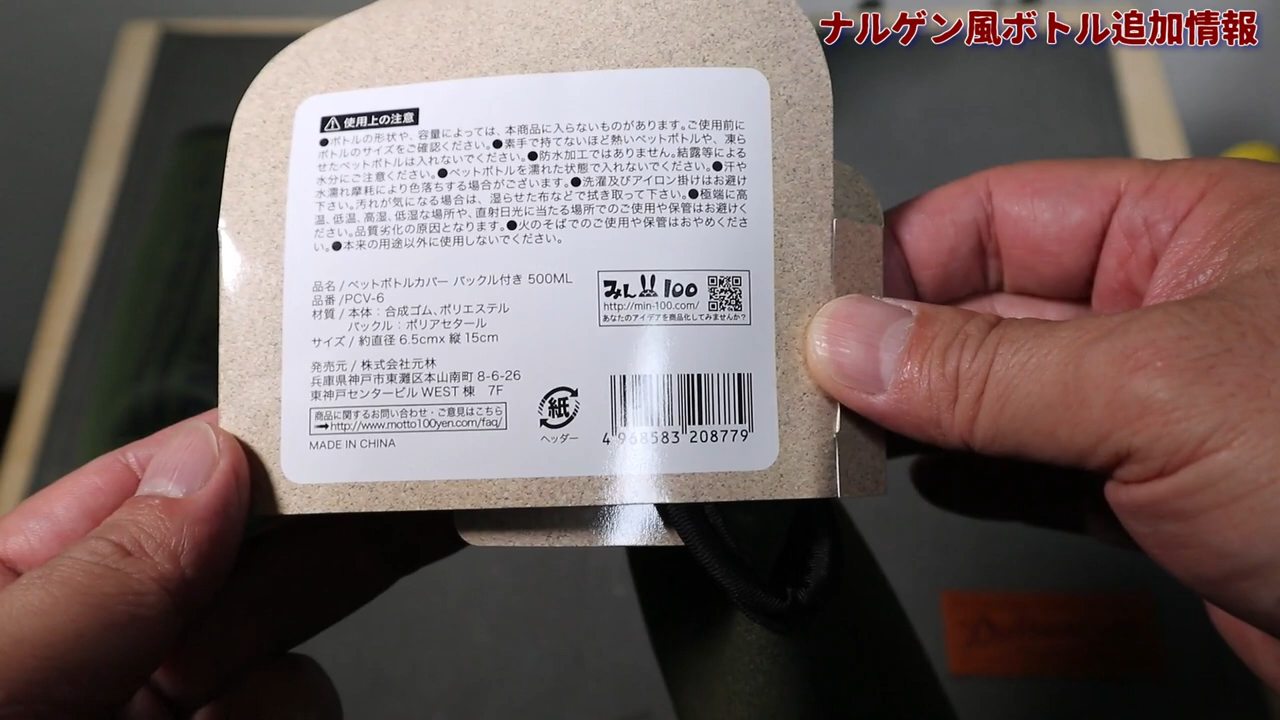 ナルゲン風ボトル追加情報
使用上の注意
●ボトルの形状や、容量によっては、本商品に入らないものがあります。ご使用前に
ボトルのサイズをご確認ください。●素手で持てないほど熱いペットボトルや、凍ら
せたペットボトルは入れないでください。●防水加工ではありません。結露等による
水分にご注意ください。●ペットボトルを濡れた状態で入れないでください。●汗や
水濡れ摩耗により色落ちする場合がございます。●洗濯及びアイロン掛けはお避け
下さい。汚れが気になる場合は、湿らせた布などで拭き取って下さい。●極端に高
温、低温、高湿、低湿な場所や、直射日光に当たる場所でのご使用や保管はお避けく
ださい。品質劣化の原因となります。●火のそばでのご使用や保管はおやめくださ
い。●本来の用途以外に使用しないでください。
品名 / ペットボトルカバー バックル付き 500ML
品番 / PCV-6
材質 / 本体：合成ゴム、ポリエステル
バックル：ポリアセタール
サイズ / 約直径 6.5cmx 縦 15cm
みん100
http://min-100.com/
あなたのアイデアを商品化してみませんか？
発売元 / 株式会社元林
兵庫県神戸市東灘区本山南町 8-6-26
東神戸センタービル WEST 棟 7F
商品に関するお問い合わせ・ご意見はこちら
➡http://www.motto100yen.com/faq/
MADE IN CHINA
紙
ヘッダー
4 968583 208779